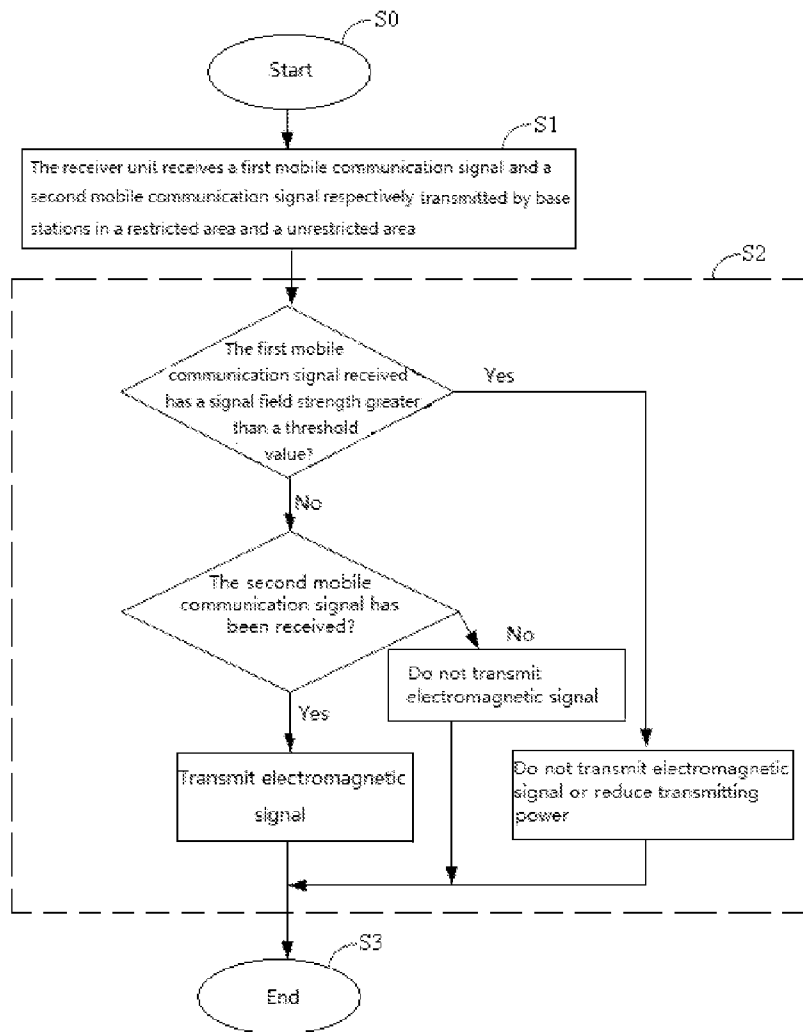 S0
Start
S1
The receiver unit receives a first mobile communication signal and a
second mobile communication signal respectively transmitted by base
stations in a restricted area and a unrestricted area
S2
The first mobile
communication signal received
has a signal field strength greater
than a threshold
value?
Yes
No
The second mobile
communication signal has
been received?
No
Do not transmit
electromagnetic signal
Yes
Transmit electromagnetic
signal
Do not transmit electromagnetic
signal or reduce transmitting
power
S3
End